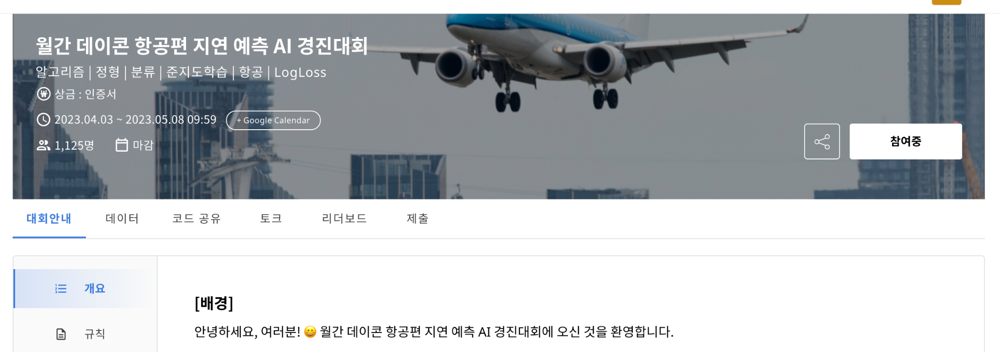 월간 데이콘 항공편 지연 예측 AI 경진대회
알고리즘 | 정형 | 분류 | 준지도학습 | 항공 | LogLoss
상금 : 인증서
2023.04.03 ~ 2023.05.08 09:59 + Google Calendar
1,125명 마감
참여중
대회안내 데이터 코드 공유 토크 리더보드 제출
개요
규칙
[배경]
안녕하세요, 여러분! 😀 월간 데이콘 항공편 지연 예측 AI 경진대회에 오신 것을 환영합니다.